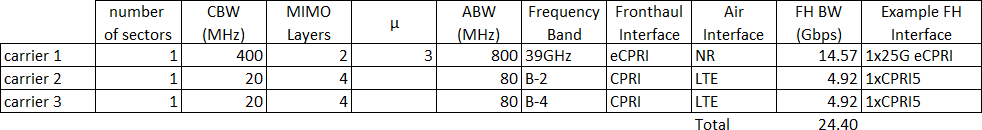 number of sectors CBW (MHz) MIMO Layers µ ABW (MHz) Frequency Band Fronthaul Interface Air Interface FH BW (Gbps) Example FH Interface
carrier 1 1 400 2 3 800 39GHz eCPRI NR 14.57 1x25G eCPRI
carrier 2 1 20 4 80 B-2 CPRI LTE 4.92 1xCPRI5
carrier 3 1 20 4 80 B-4 CPRI LTE 4.92 1xCPRI5
Total 24.40